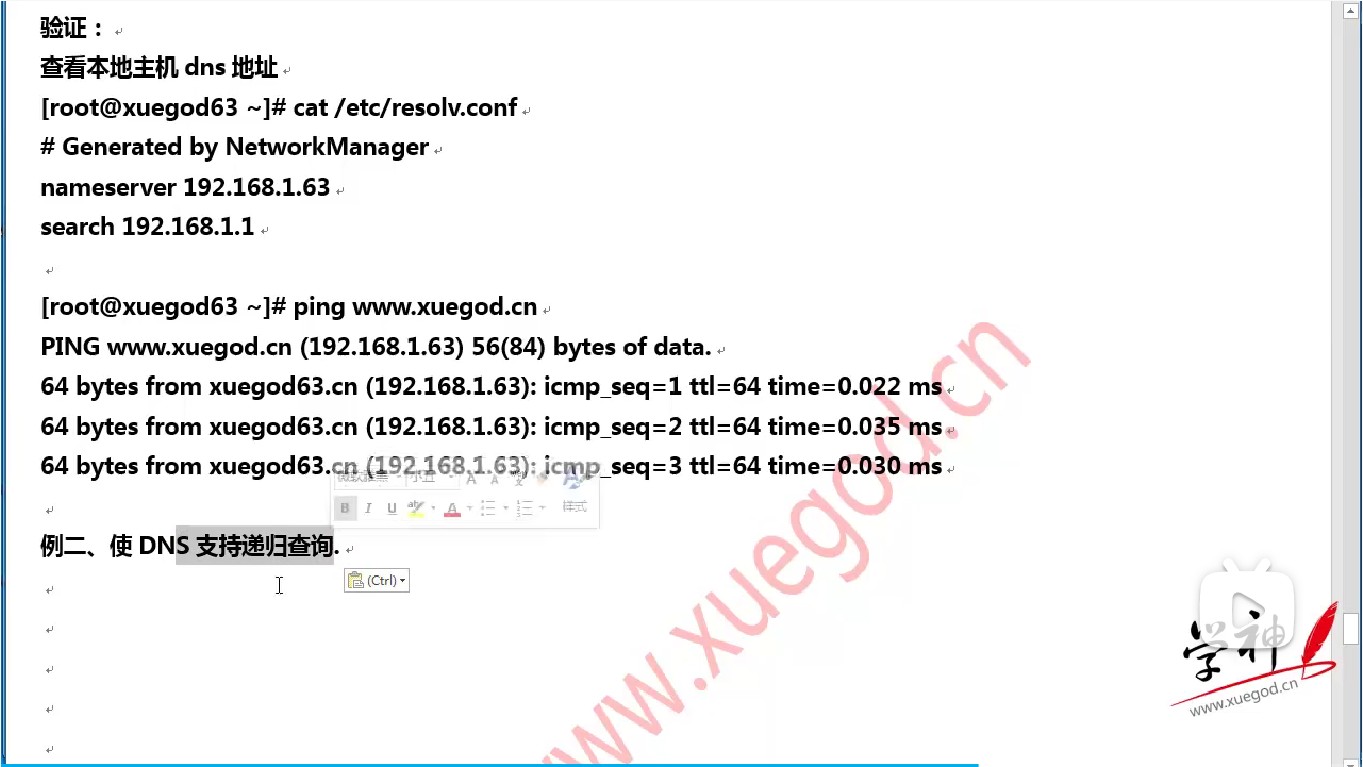 验证：
查看本地主机 dns 地址
[root@xuegod63 ~]# cat /etc/resolv.conf
# Generated by NetworkManager
nameserver 192.168.1.63
search 192.168.1.1
[root@xuegod63 ~]# ping www.xuegod.cn
PING www.xuegod.cn (192.168.1.63) 56(84) bytes of data.
64 bytes from xuegod63.cn (192.168.1.63): icmp_seq=1 ttl=64 time=0.022 ms
64 bytes from xuegod63.cn (192.168.1.63): icmp_seq=2 ttl=64 time=0.035 ms
64 bytes from xuegod63.cn (192.168.1.63): icmp_seq=3 ttl=64 time=0.030 ms
B I U A 样式
例二、使 DNS 支持递归查询.
(Ctrl)
www.xuegod.cn
学神
www.xuegod.cn